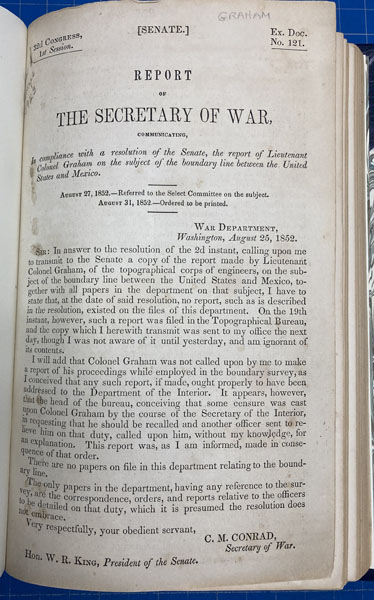 GRAHAM
32d Congress,
1st Session.
[SENATE.]
Ex. Doc.
No. 121.
REPORT
OF
THE SECRETARY OF WAR,
COMMUNICATING,
In compliance with a resolution of the Senate, the report of Lieutenant
Colonel Graham on the subject of the boundary line between the United
States and Mexico.
August 27, 1852.—Referred to the Select Committee on the subject.
August 31, 1852.—Ordered to be printed.
War Department,
Washington, August 25, 1852.
Sir: In answer to the resolution of the 2d instant, calling upon me
to transmit to the Senate a copy of the report made by Lieutenant
Colonel Graham, of the topographical corps of engineers, on the sub-
ject of the boundary line between the United States and Mexico, to-
gether with all papers in the department on that subject, I have to
state that, at the date of said resolution, no report, such as is described
in the resolution, existed on the files of this department. On the 19th
instant, however, such a report was filed in the Topographical Bureau,
and the copy which I herewith transmit was sent to my office the next
day, though I was not aware of it until yesterday, and am ignorant of
its contents.
I will add that Colonel Graham was not called upon by me to make
a report of his proceedings while employed in the boundary survey, as
I conceived that any such report, if made, ought properly to have been
addressed to the Department of the Interior. It appears, however,
that the head of the bureau, conceiving that some censure was cast
upon Colonel Graham by the course of the Secretary of the Interior,
in requesting that he should be recalled and another officer sent to re-
lieve him on that duty, called upon him, without my knowledge, for
an explanation. This report was, as I am informed, made in conse-
quence of that order.
There are no papers on file in this department relating to the bound-
ary line.
The only papers in the department, having any reference to the sur-
vey, are the correspondence, orders, and reports relative to the officers
to be detailed on that duty, which it is presumed the resolution does
not embrace.
Very respectfully, your obedient servant,
C. M. CONRAD,
Secretary of War.
Hon. W. R. King, President of the Senate.